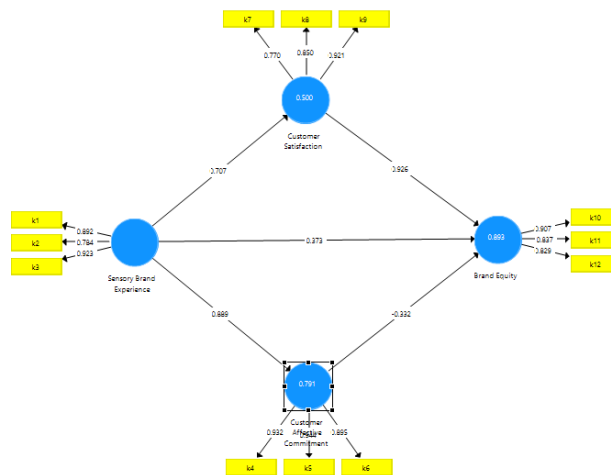 k7
k8
k9
0.770
0.850
0.921
0.500
Customer
Satisfaction
0.707
0.926
k1
k2
k3
0.892
0.784
0.923
Sensory Brand
Experience
0.373
0.893
Brand Equity
0.907
0.837
0.829
k10
k11
k12
0.889
-0.332
0.791
Customer
Affective
Commitment
0.932
0.895
k4
k5
k6